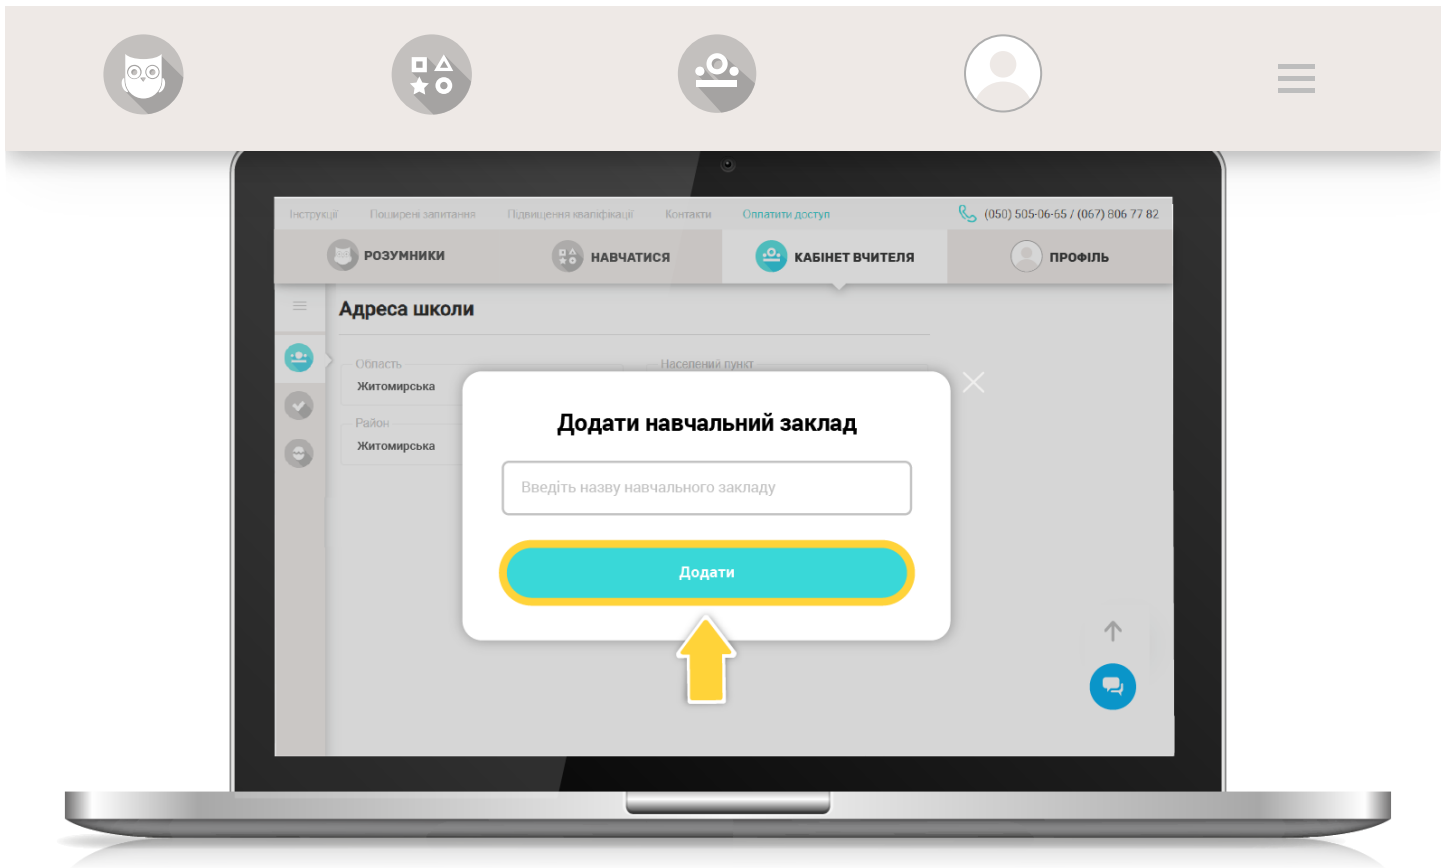 Інструкції Поширені запитання Підвищення кваліфікації Контакти Оплатити доступ (050) 505-06-65 / (067) 806 77 82
РОЗУМНИКИ НАВЧАТИСЯ КАБІНЕТ ВЧИТЕЛЯ ПРОФІЛЬ
Адреса школи
Область Населений пункт
Житомирська
Район
Житомирська
Додати навчальний заклад
Введіть назву навчального закладу
Додати